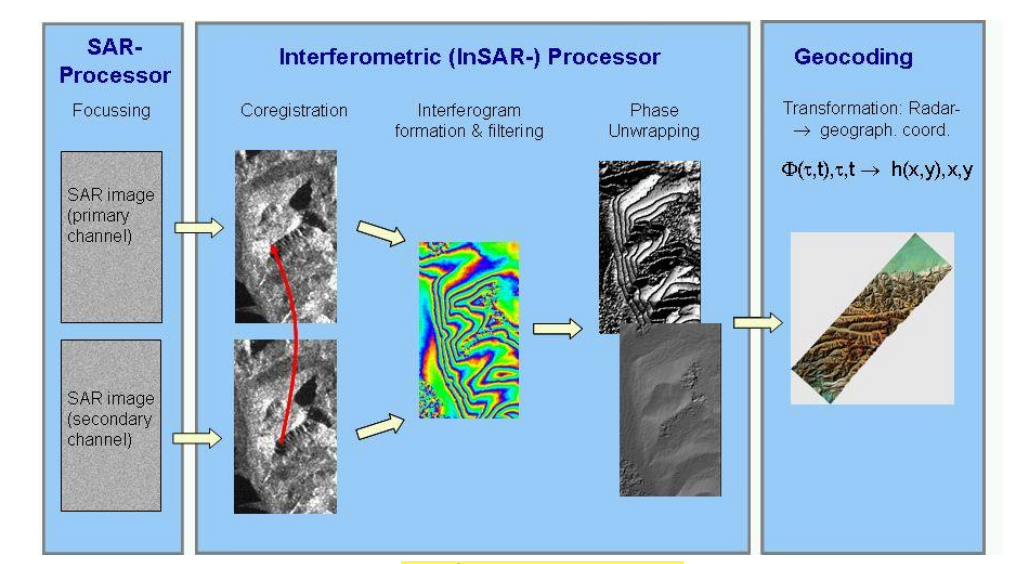 SAR-
Processor
Focussing
SAR image
(primary
channel)
SAR image
(secondary
channel)
Interferometric (InSAR-) Processor
Coregistration
Interferogram
formation & filtering
Phase
Unwrapping
Geocoding
Transformation: Radar-
→ geograph. coord.
Φ(τ,t),τ,t → h(x,y),x,y